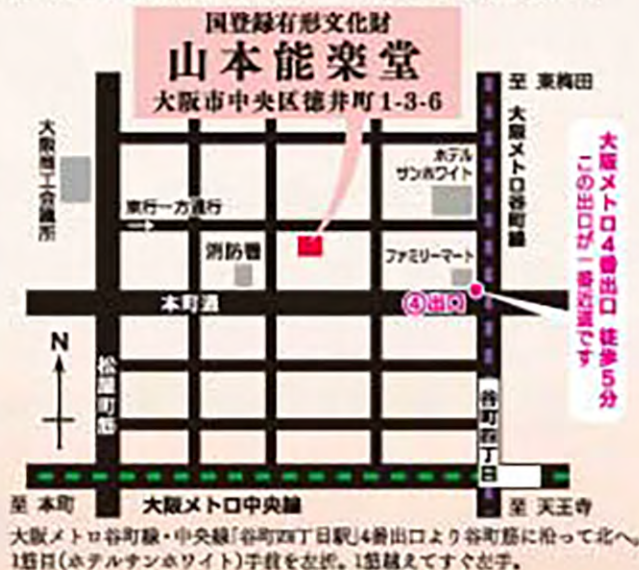 国登録有形文化財
山本能楽堂
大阪市中央区徳井町1-3-6
至 東梅田
大阪メトロ谷町線
大阪商工会議所
ホテル
サンホワイト
東行一方通行
消防署
ファミリーマート
本町通
④出口
大阪メトロ4番出口 徒歩5分
この出口が一番近道です
N
松屋町筋
谷町四丁目
至 本町
大阪メトロ中央線
至 天王寺
大阪メトロ谷町線・中央線「谷町四丁目駅」4番出口より谷町筋に沿って北へ。
1筋目(ホテルサンホワイト)手前を左折。1筋越えてすぐ左手。